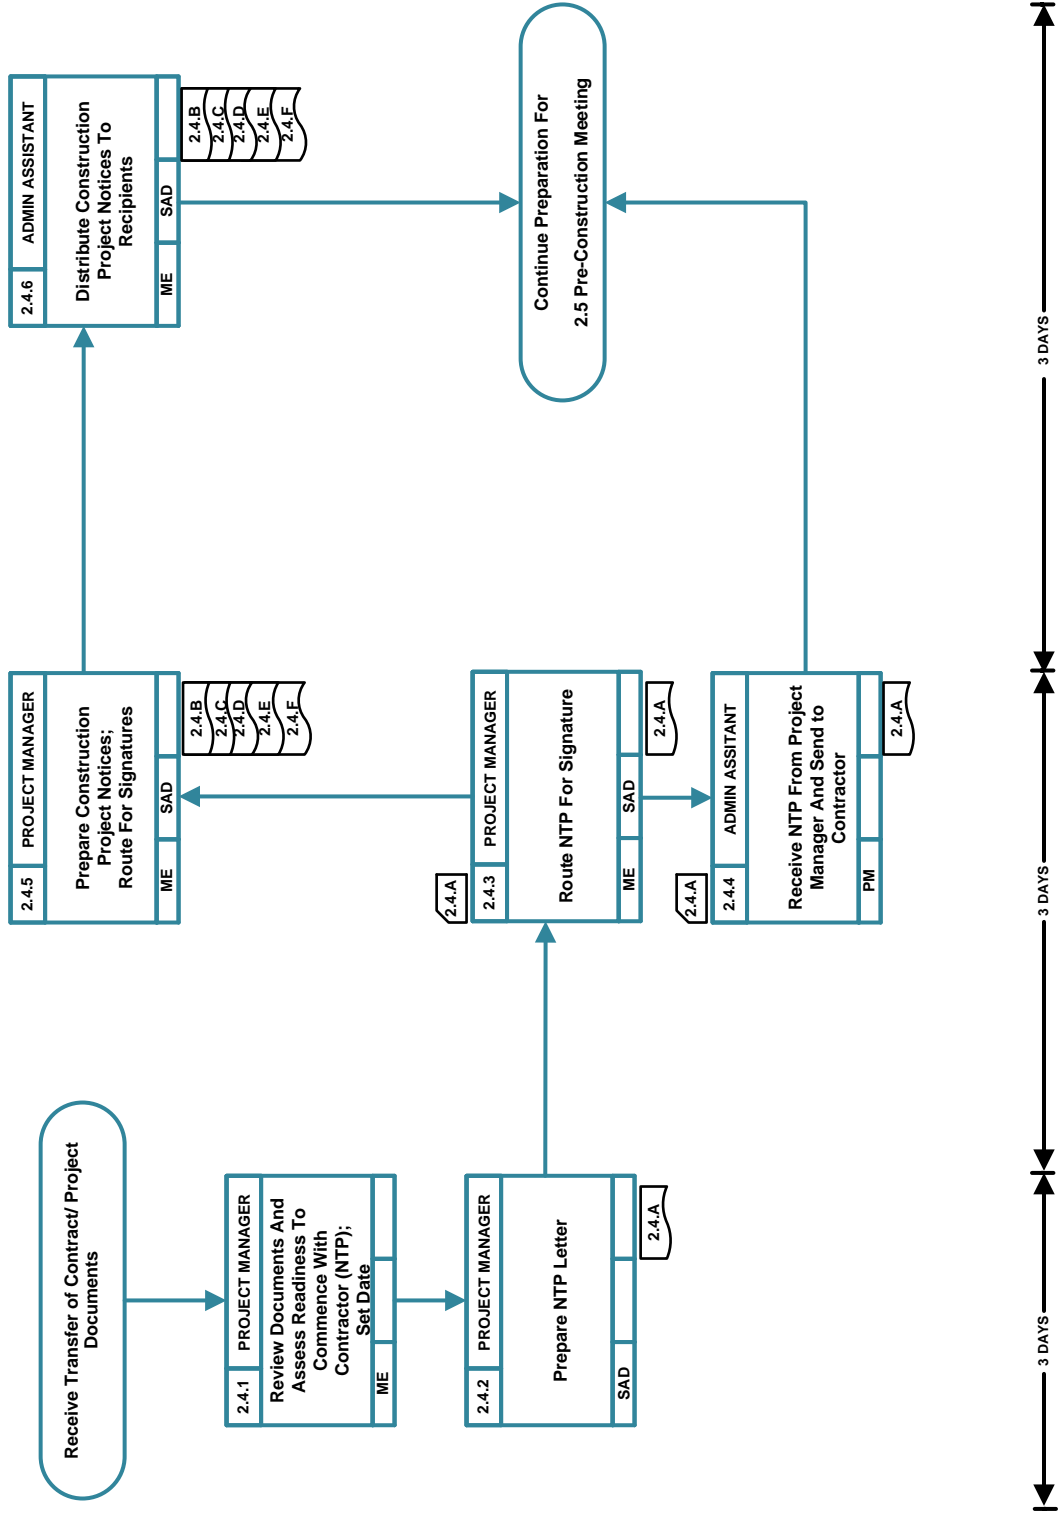 Receive Transfer of Contract/ Project
Documents
2.4.1
PROJECT MANAGER
Review Documents And
Assess Readiness To
Commence With
Contractor (NTP);
Set Date
ME
2.4.2
PROJECT MANAGER
Prepare NTP Letter
SAD
2.4.A
2.4.A
2.4.3
PROJECT MANAGER
Route NTP For Signature
ME
SAD
2.4.A
2.4.A
2.4.4
ADMIN ASSITANT
Receive NTP From Project
Manager And Send to
Contractor
PM
2.4.A
2.4.5
PROJECT MANAGER
Prepare Construction
Project Notices;
Route For Signatures
ME
SAD
2.4.B
2.4.C
2.4.D
2.4.E
2.4.F
2.4.6
ADMIN ASSISTANT
Distribute Construction
Project Notices To
Recipients
ME
SAD
2.4.B
2.4.C
2.4.D
2.4.E
2.4.F
Continue Preparation For
2.5 Pre-Construction Meeting
3 DAYS
3 DAYS
3 DAYS